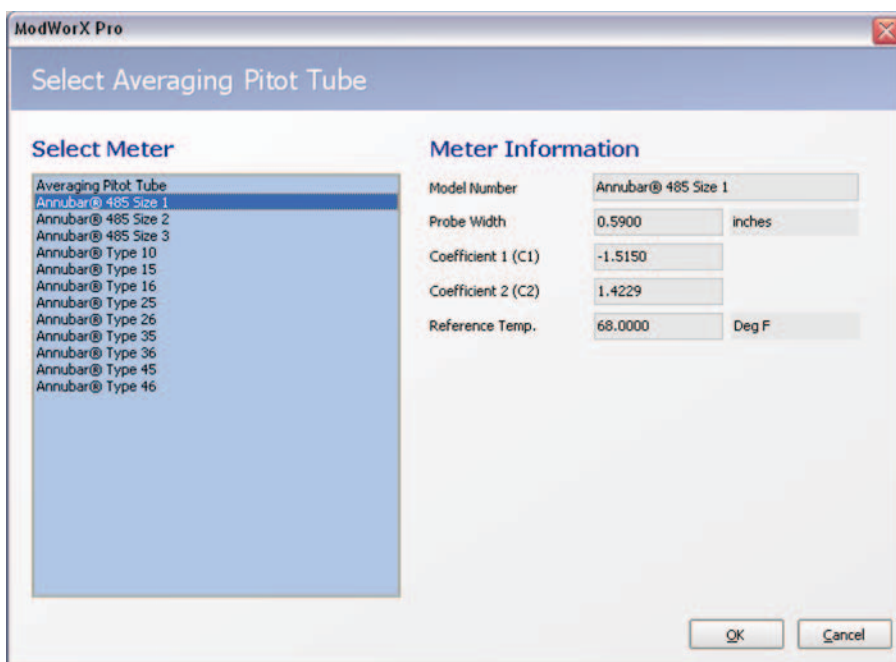 ModWorX Pro
Select Averaging Pitot Tube
Select Meter
Averaging Pitot Tube
Annubar® 485 Size 1
Annubar® 485 Size 2
Annubar® 485 Size 3
Annubar® Type 10
Annubar® Type 15
Annubar® Type 16
Annubar® Type 25
Annubar® Type 26
Annubar® Type 35
Annubar® Type 36
Annubar® Type 45
Annubar® Type 46
Meter Information
Model Number Annubar® 485 Size 1
Probe Width 0.5900 inches
Coefficient 1 (C1) -1.5150
Coefficient 2 (C2) 1.4229
Reference Temp. 68.0000 Deg F
OK Cancel